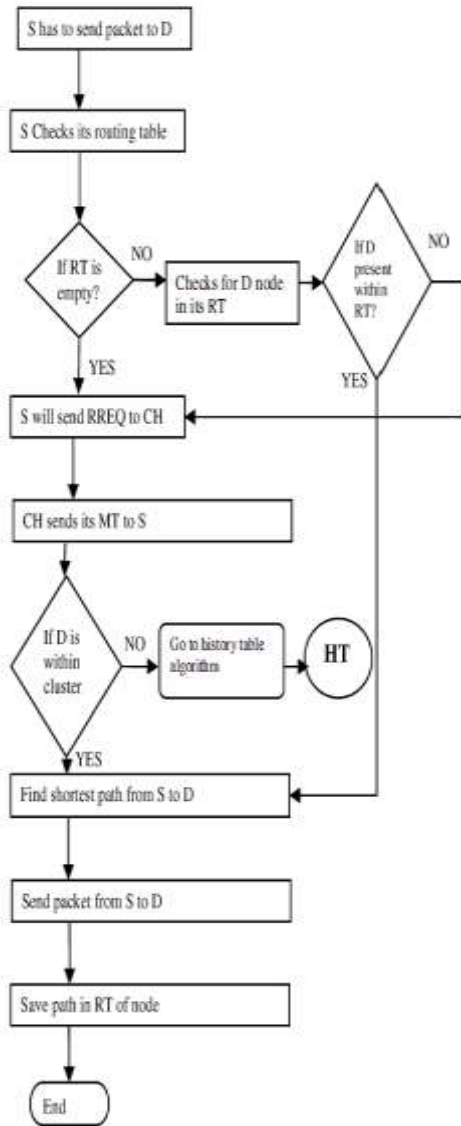 S has to send packet to D
S Checks its routing table
If RT is
empty?
NO
Checks for D node
in its RT
If D
present
within
RT?
NO
YES
YES
S will send RREQ to CH
CH sends its MT to S
If D is
within
cluster
NO
Go to history table
algorithm
HT
YES
Find shortest path from S to D
Send packet from S to D
Save path in RT of node
End